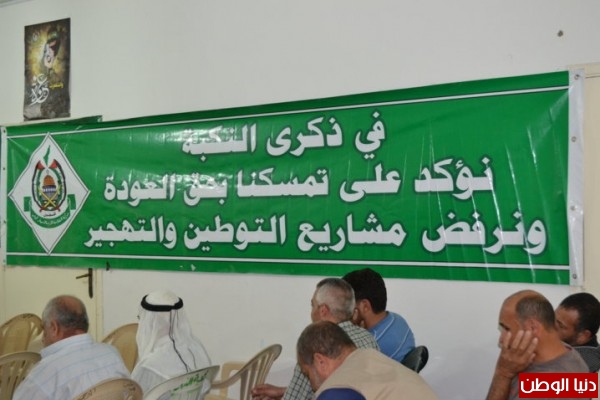 في ذكرى النكبة
نؤكد على تمسكنا بحق العودة
ونرفض مشاريع التوطين والتهجير
دنيا الوطن